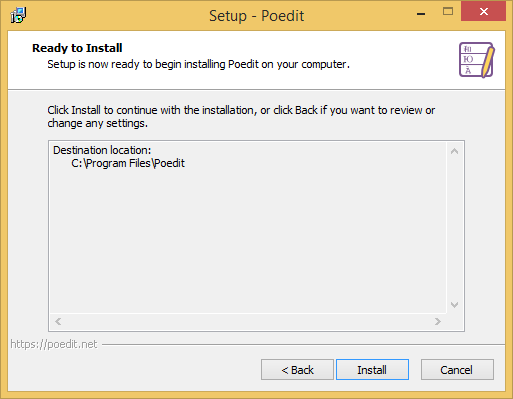 Setup - Poedit
Ready to Install
Setup is now ready to begin installing Poedit on your computer.
Click Install to continue with the installation, or click Back if you want to review or
change any settings.
Destination location:
C:\Program Files\Poedit
https://poedit.net
< Back
Install
Cancel